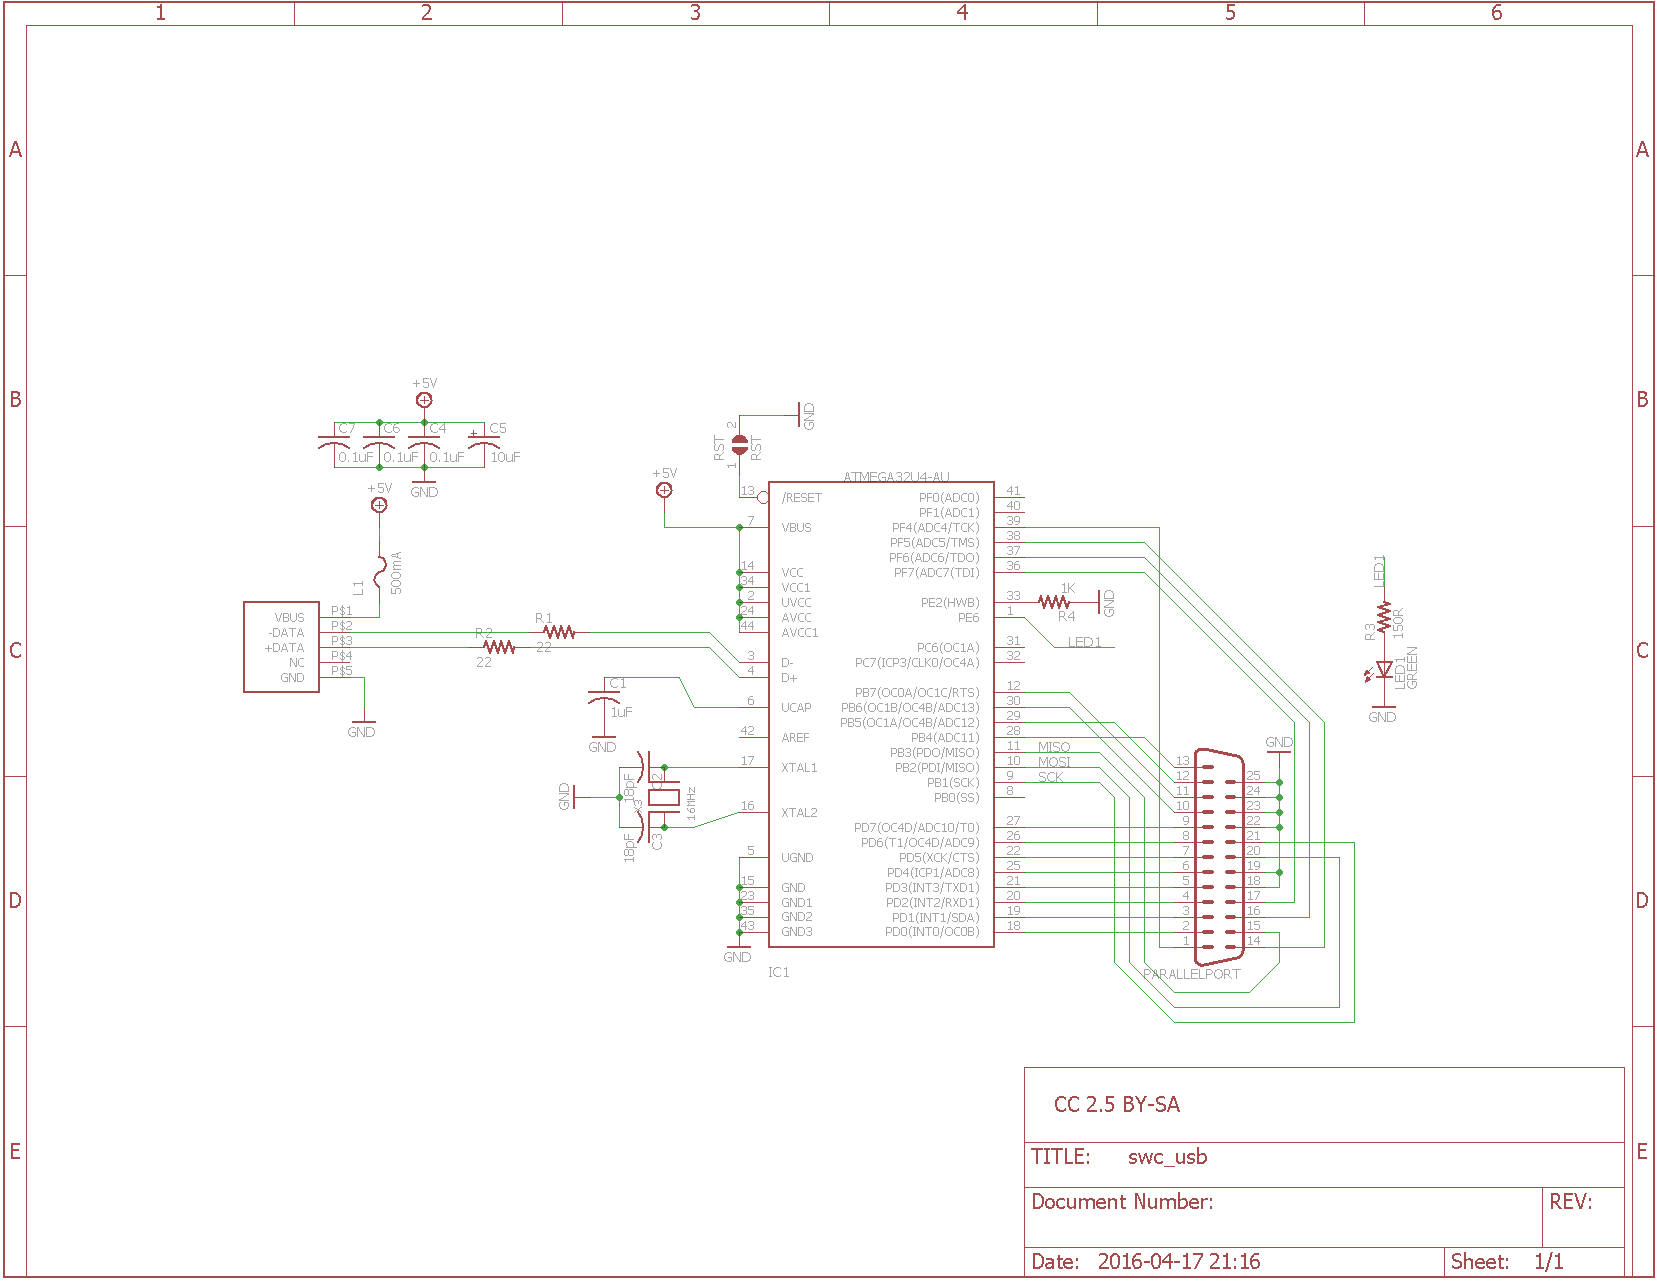 1 2 3 4 5 6
A A
B B
C C
D D
E E
+5V
C7 C6 C4 C5
+
0.1uF 0.1uF 0.1uF 10uF
GND
+5V
L1
500mA
VBUS P$1
-DATA P$2
+DATA P$3
NC P$4
GND P$5
GND
R1
22
R2
22
+5V
GND
RST
RST
2
1
C1
1uF
GND
GND
18pF
C2
X3
16MHz
18pF
C3
ATMEGA32U4-AU
13 /RESET
7 VBUS
14 VCC
34 VCC1
2 UVCC
24 AVCC
44 AVCC1
3 D-
4 D+
6 UCAP
42 AREF
17 XTAL1
16 XTAL2
5 UGND
15 GND
23 GND1
35 GND2
43 GND3
GND
IC1
PF0(ADC0) 41
PF1(ADC1) 40
PF4(ADC4/TCK) 39
PF5(ADC5/TMS) 38
PF6(ADC6/TDO) 37
PF7(ADC7(TDI) 36
PE2(HWB) 33
PE6 1
PC6(OC1A) 31
PC7(ICP3/CLK0/OC4A) 32
PB7(OC0A/OC1C/RTS) 12
PB6(OC1B/OC4B/ADC13) 30
PB5(OC1A/OC4B/ADC12) 29
PB4(ADC11) 28
PB3(PDO/MISO) 11 MISO
PB2(PDI/MISO) 10 MOSI
PB1(SCK) 9 SCK
PB0(SS) 8
PD7(OC4D/ADC10/T0) 27
PD6(T1/OC4D/ADC9) 26
PD5(XCK/CTS) 22
PD4(ICP1/ADC8) 25
PD3(INT3/TXD1) 21
PD2(INT2/RXD1) 20
PD1(INT1/SDA) 19
PD0(INT0/OC0B) 18
1K
R4
GND
LED1
GND
13
12 25
11 24
10 23
9 22
8 21
7 20
6 19
5 18
4 17
3 16
2 15
1 14
PARALLELPORT
LED1
R3
150R
LED1
GREEN
GND
CC 2.5 BY-SA
TITLE: swc_usb
Document Number:
REV:
Date: 2016-04-17 21:16
Sheet: 1/1